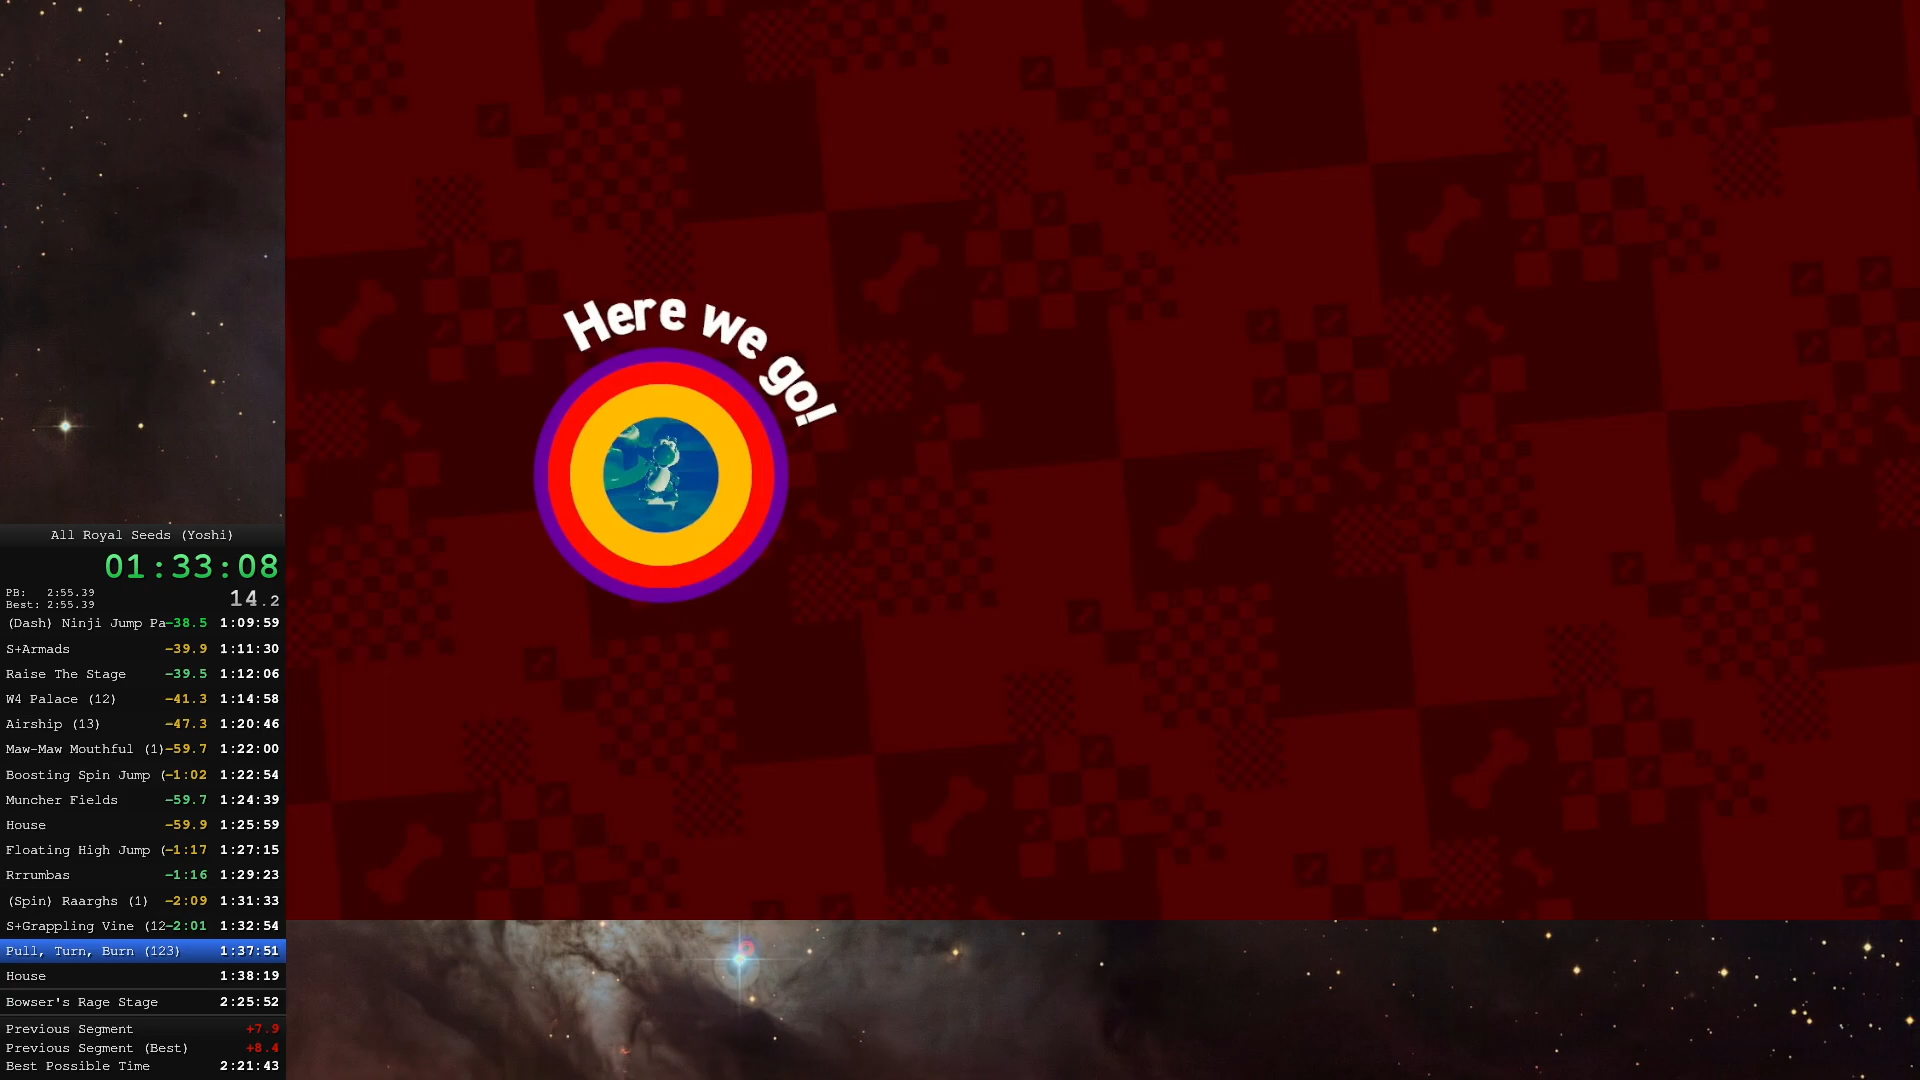 Here we go!
All Royal Seeds (Yoshi)
01:33:08
PB: 2:55.39
Best: 2:55.39
14.2
(Dash) Ninji Jump Pa-38.5 1:09:59
S+Armads -39.9 1:11:30
Raise The Stage -39.5 1:12:06
W4 Palace (12) -41.3 1:14:58
Airship (13) -47.3 1:20:46
Maw-Maw Mouthful (1)-59.7 1:22:00
Boosting Spin Jump (-1:02 1:22:54
Muncher Fields -59.7 1:24:39
House -59.9 1:25:59
Floating High Jump (-1:17 1:27:15
Rrrumbas -1:16 1:29:23
(Spin) Raarghs (1) -2:09 1:31:33
S+Grappling Vine (12-2:01 1:32:54
Pull, Turn, Burn (123) 1:37:51
House 1:38:19
Bowser's Rage Stage 2:25:52
Previous Segment +7.9
Previous Segment (Best) +8.4
Best Possible Time 2:21:43